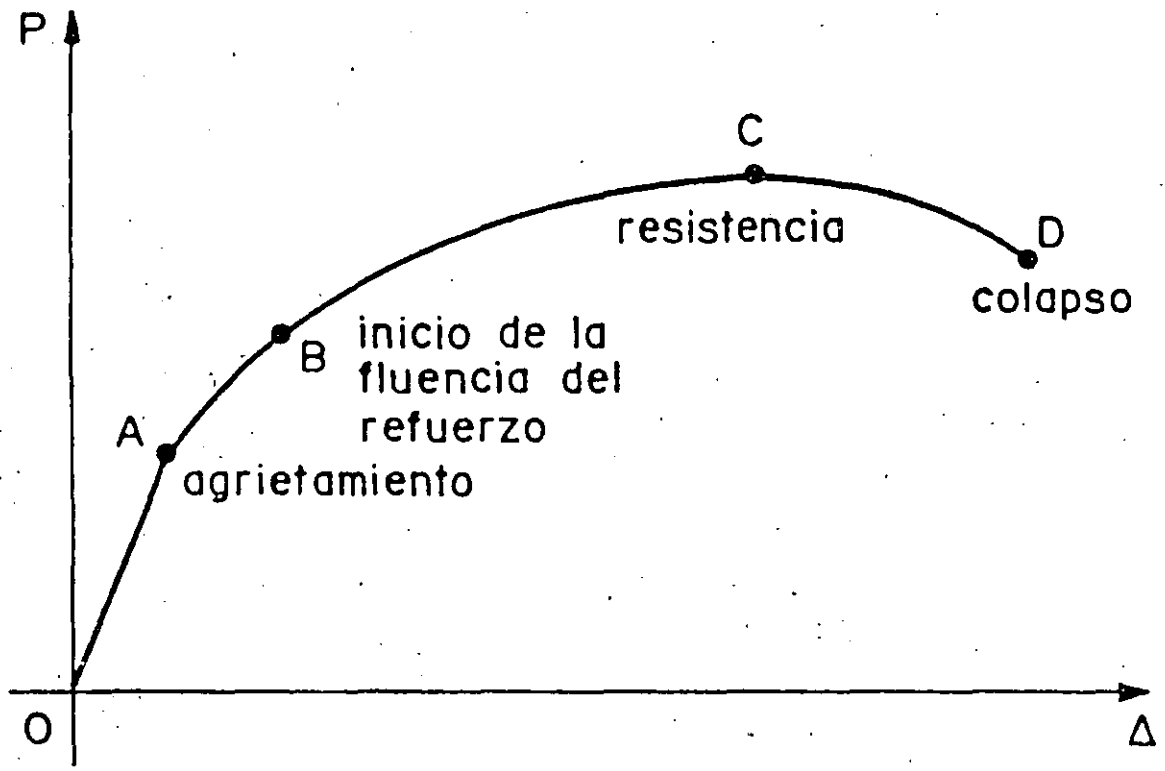 P
C
resistencia
D
colapso
B
inicio de la
fluencia del
refuerzo
A
agrietamiento
O
Δ